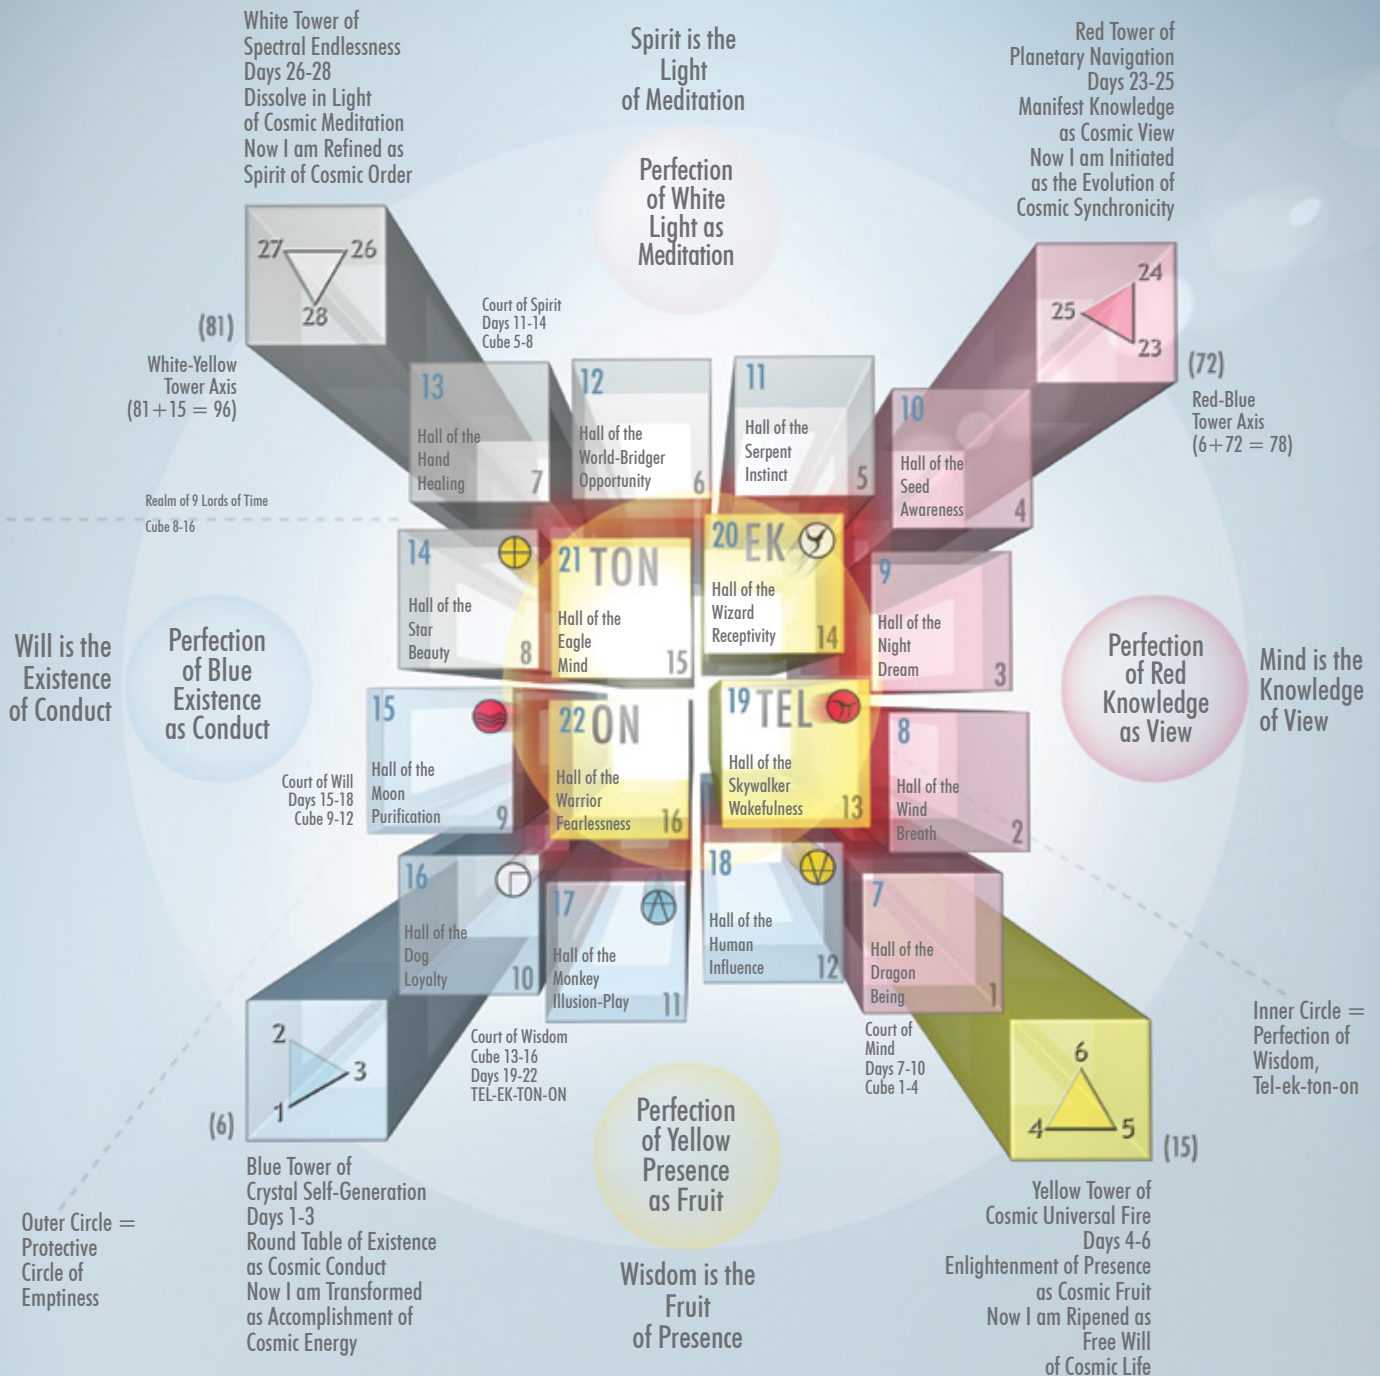 White Tower of
Spectral Endlessness
Days 26-28
Dissolve in Light
of Cosmic Meditation
Now I am Refined as
Spirit of Cosmic Order
Spirit is the
Light
of Meditation
Red Tower of
Planetary Navigation
Days 23-25
Manifest Knowledge
as Cosmic View
Now I am Initiated
as the Evolution of
Cosmic Synchronicity
Perfection
of White
Light as
Meditation
27 26
28
(81)
White-Yellow
Tower Axis
(81+15 = 96)
24
25
23
(72)
Red-Blue
Tower Axis
(6+72 = 78)
Court of Spirit
Days 11-14
Cube 5-8
13
Hall of the
Hand
Healing
7
12
Hall of the
World-Bridger
Opportunity
6
11
Hall of the
Serpent
Instinct
5
10
Hall of the
Seed
Awareness
4
Realm of 9 Lords of Time
Cube 8-16
14
Hall of the
Star
Beauty
8
21 TON
Hall of the
Eagle
Mind
15
20 EK
Hall of the
Wizard
Receptivity
14
9
Hall of the
Night
Dream
3
Will is the
Existence
of Conduct
Perfection
of Blue
Existence
as Conduct
Perfection
of Red
Knowledge
as View
Mind is the
Knowledge
of View
15
Hall of the
Moon
Purification
9
22 ON
Hall of the
Warrior
Fearlessness
16
19 TEL
Hall of the
Skywalker
Wakefulness
13
8
Hall of the
Wind
Breath
2
Court of Will
Days 15-18
Cube 9-12
16
Hall of the
Dog
Loyalty
10
17
Hall of the
Monkey
Illusion-Play
11
18
Hall of the
Human
Influence
12
7
Hall of the
Dragon
Being
1
Court of Wisdom
Cube 13-16
Days 19-22
TEL-EK-TON-ON
Court of
Mind
Days 7-10
Cube 1-4
Inner Circle =
Perfection of
Wisdom,
Tel-ek-ton-on
2
3
1
(6)
6
4 5
(15)
Perfection
of Yellow
Presence
as Fruit
Outer Circle =
Protective
Circle of
Emptiness
Blue Tower of
Crystal Self-Generation
Days 1-3
Round Table of Existence
as Cosmic Conduct
Now I am Transformed
as Accomplishment of
Cosmic Energy
Wisdom is the
Fruit
of Presence
Yellow Tower of
Cosmic Universal Fire
Days 4-6
Enlightenment of Presence
as Cosmic Fruit
Now I am Ripened as
Free Will
of Cosmic Life